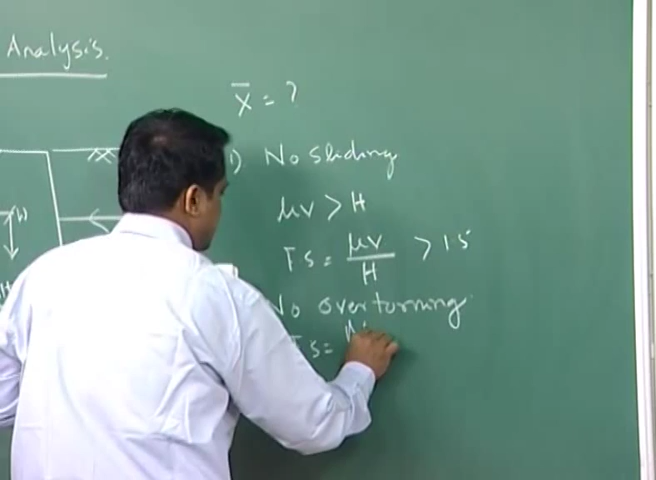 Analysis.
x̄ = ?
1) No sliding
μV > H
FS = μV / H > 1.5
No overturning
FS =